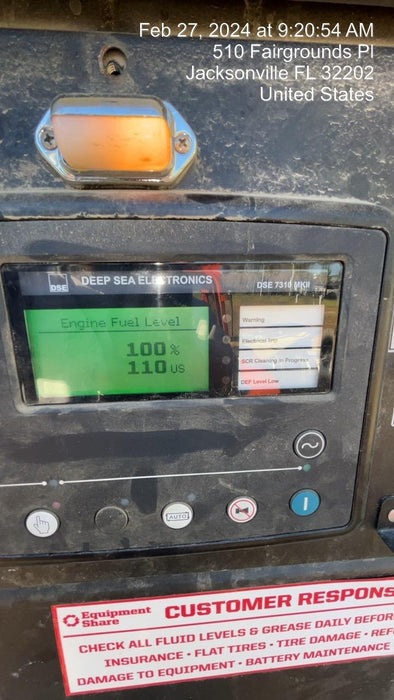 Feb 27, 2024 at 9:20:54 AM
510 Fairgrounds Pl
Jacksonville FL 32202
United States
DSE
DEEP SEA ELECTRONICS
DSE 7310 MKII
Engine Fuel Level
100 %
110 US
Warning
Electrical Trip
SCR Cleaning in Progress
DEF Level Low
AUTO
Equipment
Share
CUSTOMER RESPONS
CHECK ALL FLUID LEVELS & GREASE DAILY BEFOR
INSURANCE • FLAT TIRES • TIRE DAMAGE • REF
DAMAGE TO EQUIPMENT • BATTERY MAINTENANCE